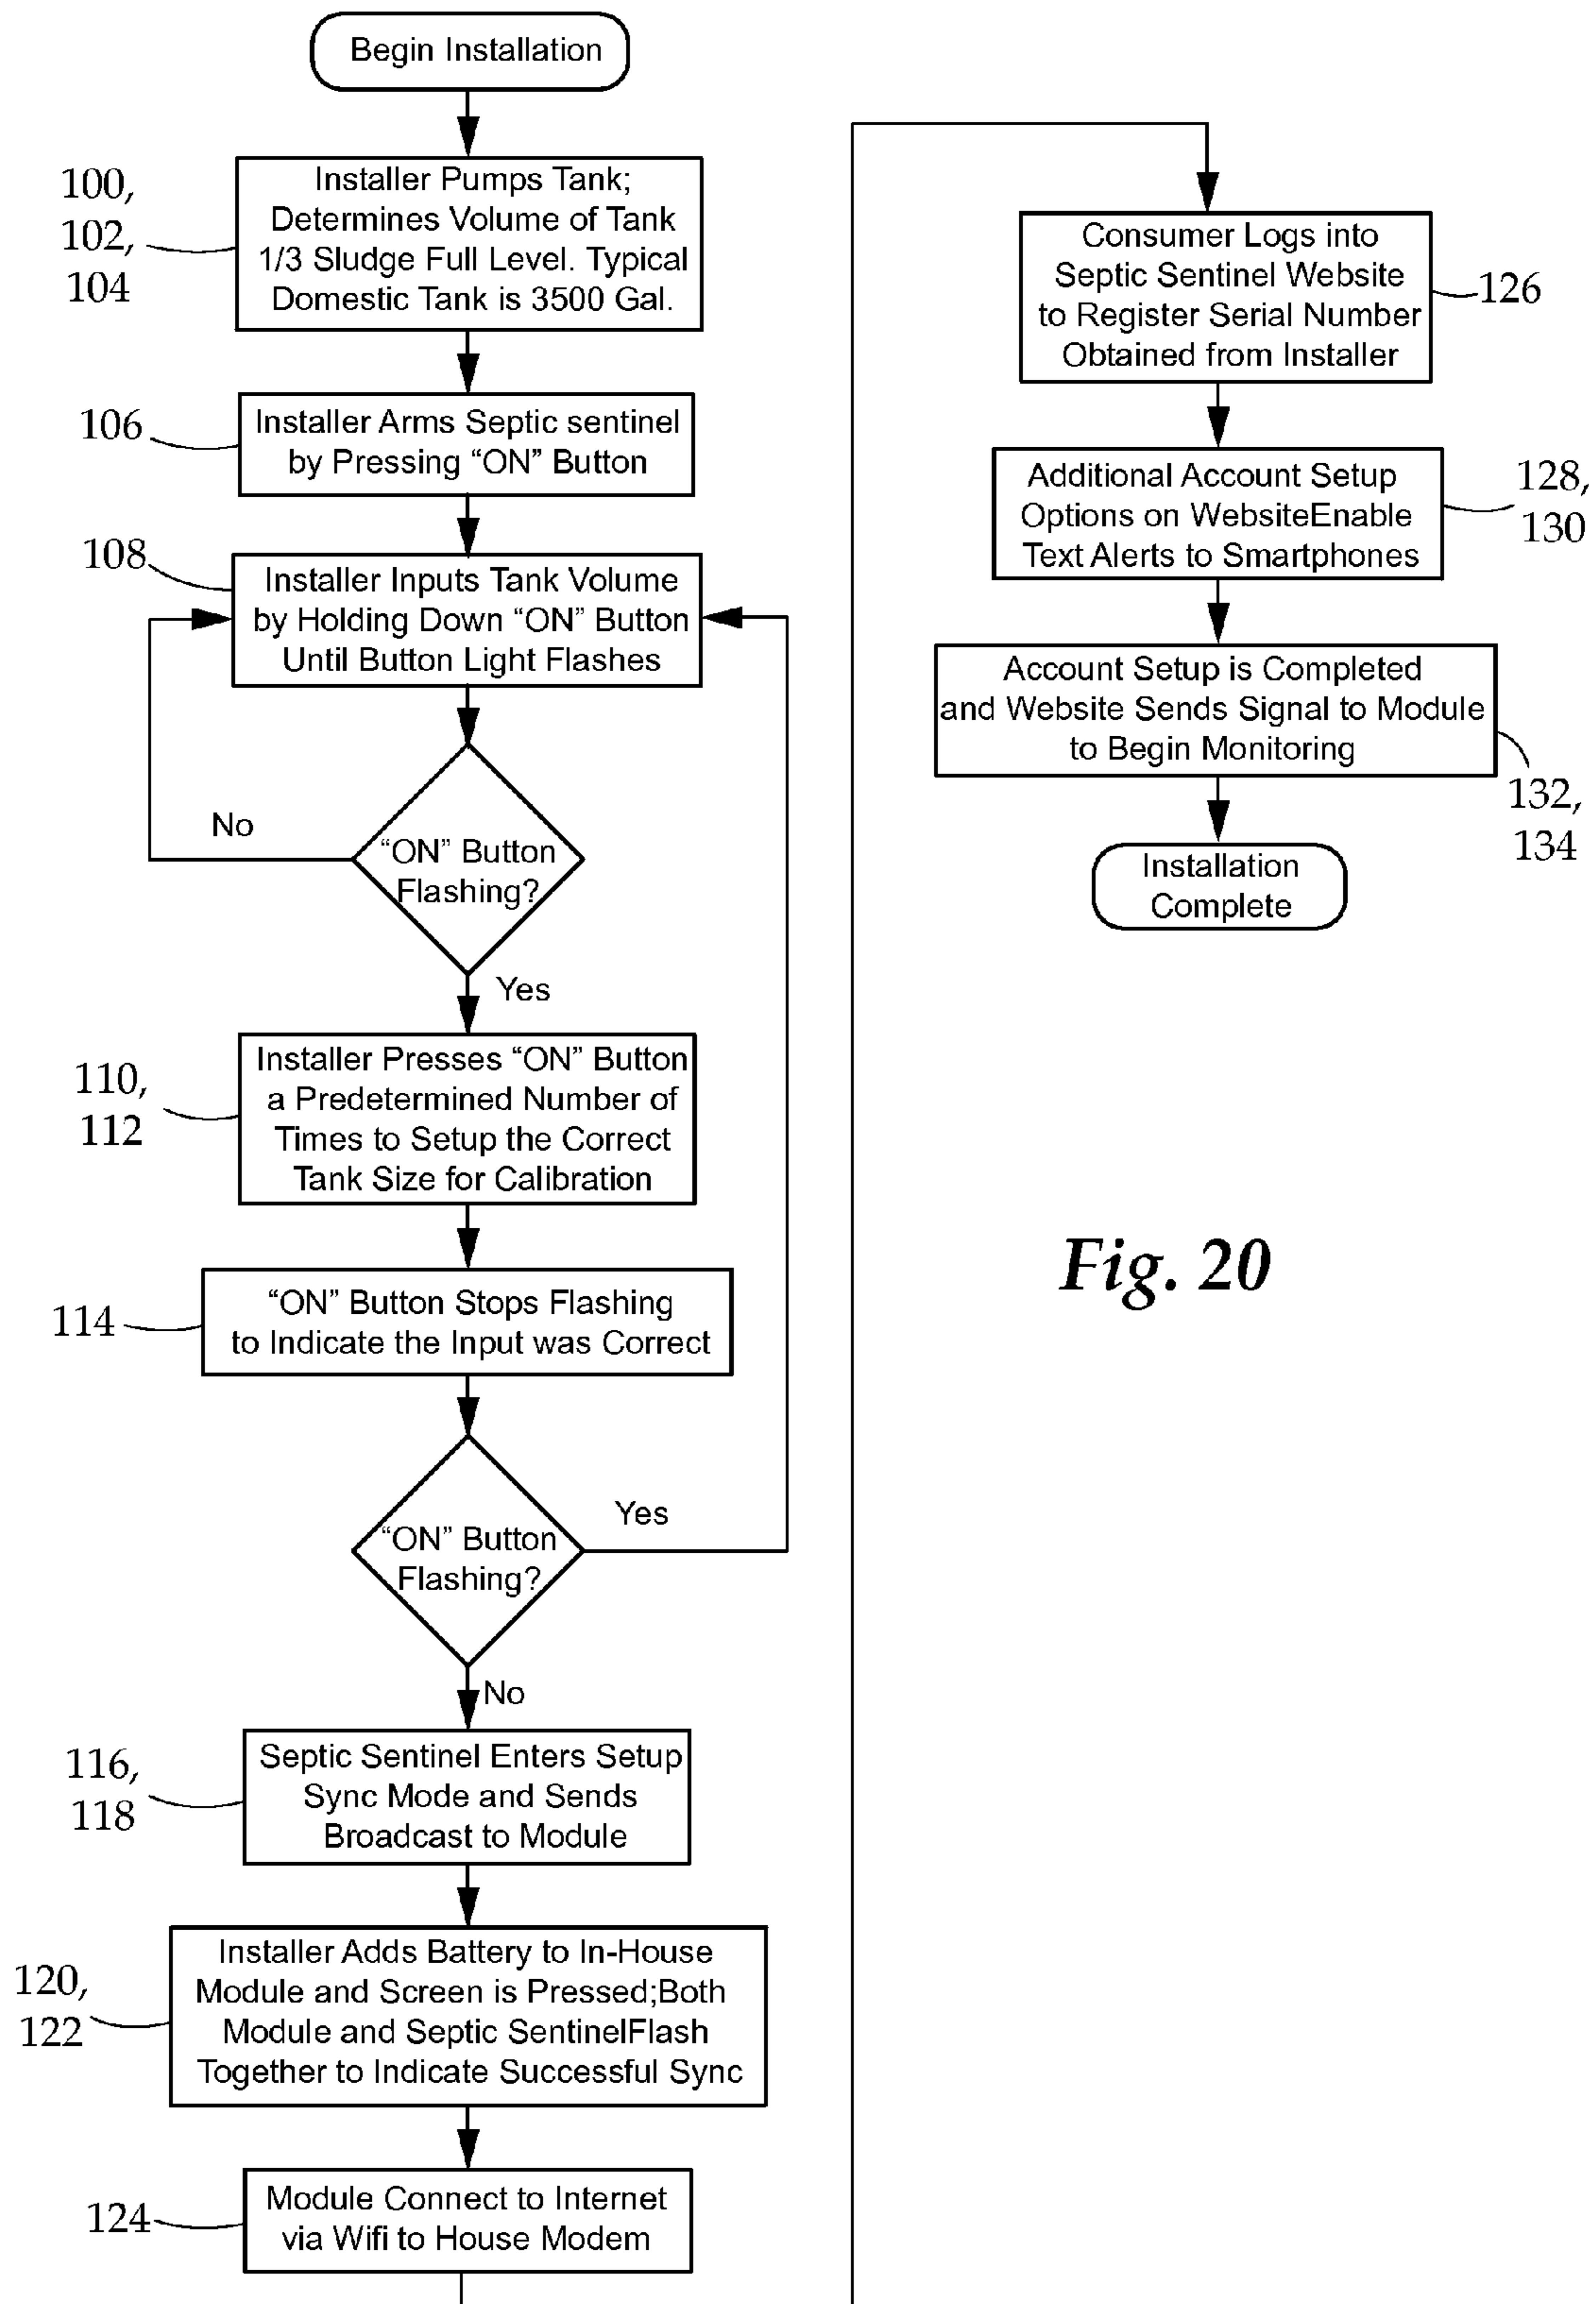 Begin Installation
100,
102,
104
Installer Pumps Tank;
Determines Volume of Tank
1/3 Sludge Full Level. Typical
Domestic Tank is 3500 Gal.
106
Installer Arms Septic sentinel
by Pressing “ON” Button
108
Installer Inputs Tank Volume
by Holding Down “ON” Button
Until Button Light Flashes
No
“ON” Button
Flashing?
Yes
110,
112
Installer Presses “ON” Button
a Predetermined Number of
Times to Setup the Correct
Tank Size for Calibration
114
“ON” Button Stops Flashing
to Indicate the Input was Correct
“ON” Button
Flashing?
Yes
No
116,
118
Septic Sentinel Enters Setup
Sync Mode and Sends
Broadcast to Module
120,
122
Installer Adds Battery to In-House
Module and Screen is Pressed;Both
Module and Septic SentinelFlash
Together to Indicate Successful Sync
124
Module Connect to Internet
via Wifi to House Modem
Consumer Logs into
Septic Sentinel Website
to Register Serial Number
Obtained from Installer
126
Additional Account Setup
Options on WebsiteEnable
Text Alerts to Smartphones
128,
130
Account Setup is Completed
and Website Sends Signal to Module
to Begin Monitoring
132,
134
Installation
Complete
Fig. 20